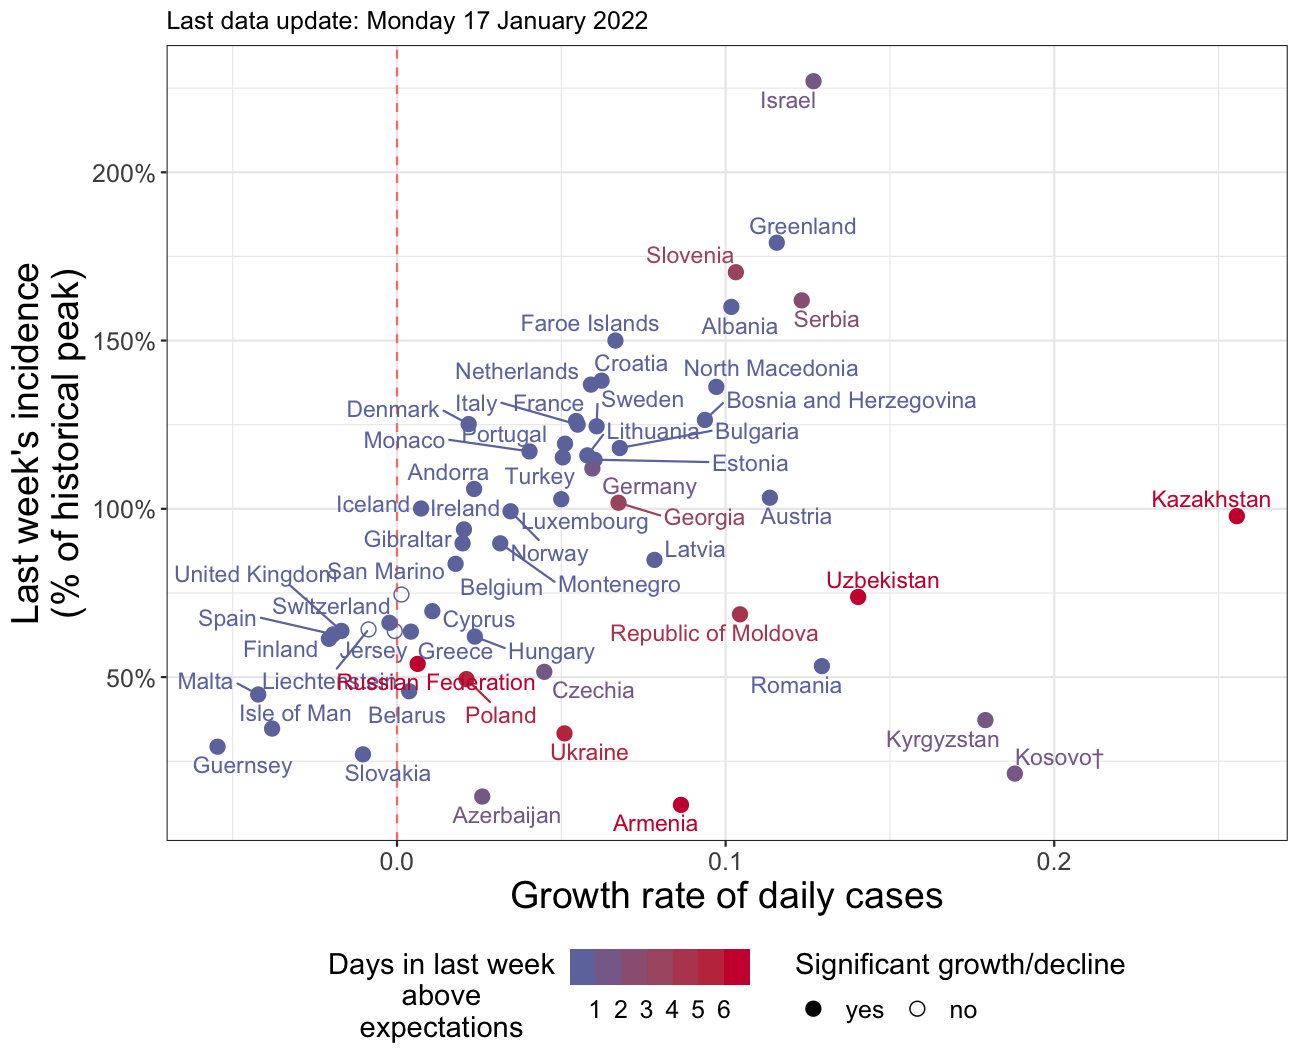 Last data update: Monday 17 January 2022
Last week's incidence
(% of historical peak)
200%
150%
100%
50%
Israel
Greenland
Slovenia
Serbia
Albania
Faroe Islands
Croatia
North Macedonia
Netherlands
Bosnia and Herzegovina
Sweden
Italy
France
Denmark
Lithuania
Bulgaria
Portugal
Monaco
Estonia
Andorra
Turkey
Germany
Kazakhstan
Iceland
Ireland
Austria
Georgia
Luxembourg
Gibraltar
Norway
Latvia
San Marino
United Kingdom
Belgium
Montenegro
Uzbekistan
Switzerland
Spain
Cyprus
Republic of Moldova
Finland
Jersey
Greece
Hungary
Malta
Liechtenstein
Russian Federation
Czechia
Romania
Isle of Man
Belarus
Poland
Kyrgyzstan
Ukraine
Kosovo†
Guernsey
Slovakia
Azerbaijan
Armenia
0.0
0.1
0.2
Growth rate of daily cases
Days in last week
above
expectations
1 2 3 4 5 6
Significant growth/decline
yes
no